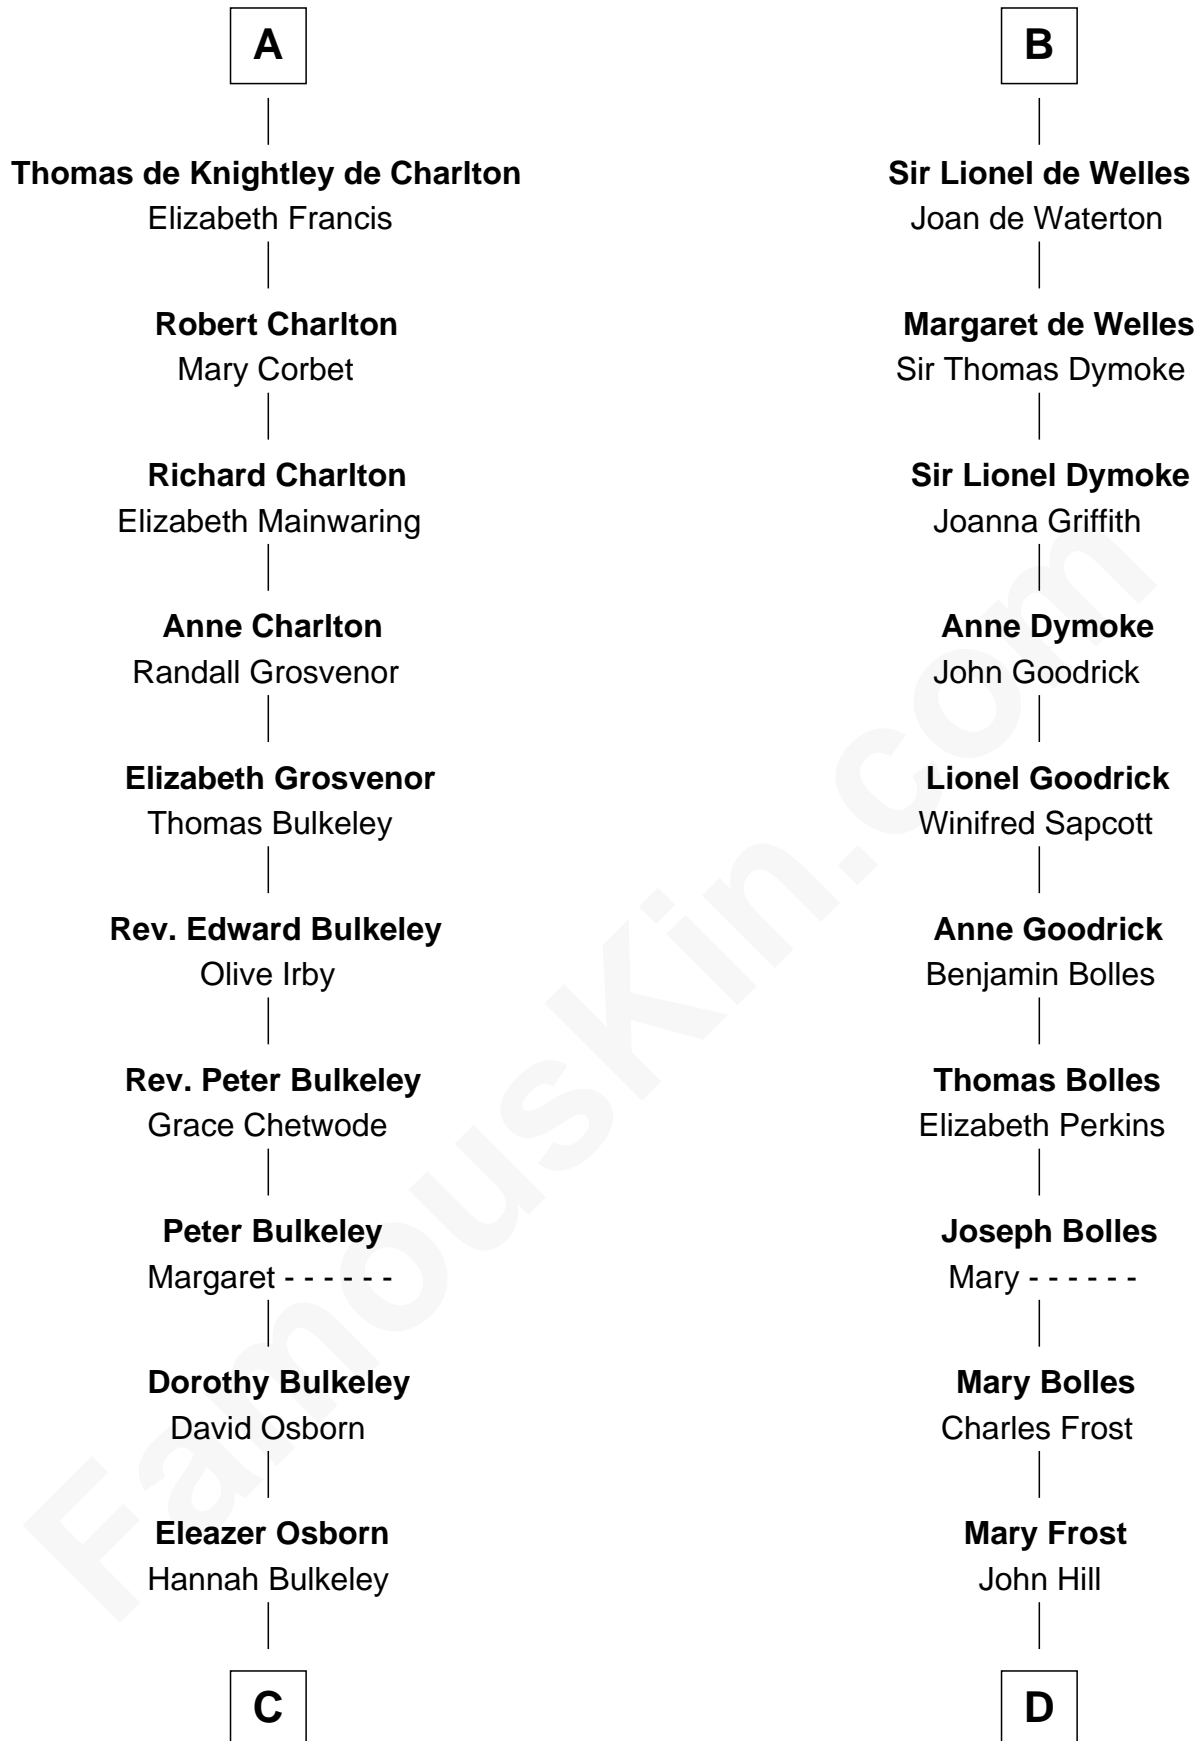 A
Thomas de Knightley de Charlton
Elizabeth Francis
Robert Charlton
Mary Corbet
Richard Charlton
Elizabeth Mainwaring
Anne Charlton
Randall Grosvenor
Elizabeth Grosvenor
Thomas Bulkeley
Rev. Edward Bulkeley
Olive Irby
Rev. Peter Bulkeley
Grace Chetwode
Peter Bulkeley
Margaret - - - - - -
Dorothy Bulkeley
David Osborn
Eleazer Osborn
Hannah Bulkeley
C
B
Sir Lionel de Welles
Joan de Waterton
Margaret de Welles
Sir Thomas Dymoke
Sir Lionel Dymoke
Joanna Griffith
Anne Dymoke
John Goodrick
Lionel Goodrick
Winifred Sapcott
Anne Goodrick
Benjamin Bolles
Thomas Bolles
Elizabeth Perkins
Joseph Bolles
Mary - - - - - -
Mary Bolles
Charles Frost
Mary Frost
John Hill
D
FamousKin.com